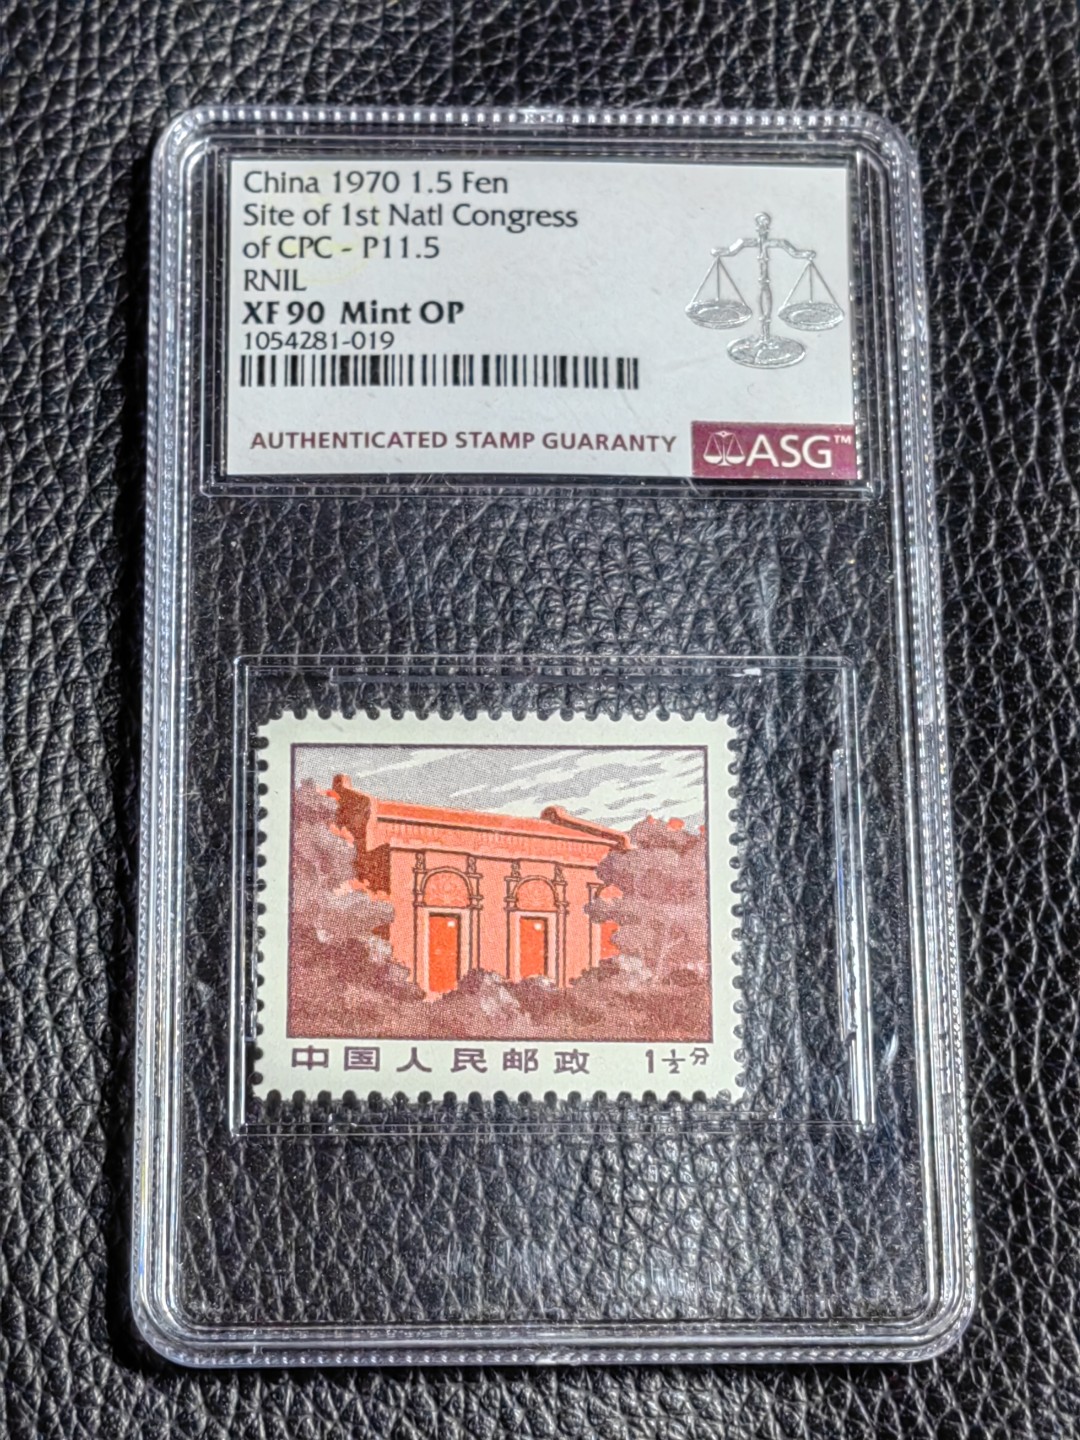 China 1970 1.5 Fen
Site of 1st Natl Congress
of CPC - P11.5
RNIL
XF 90 Mint OP
1054281-019
AUTHENTICATED STAMP GUARANTY
ASG™
中国人民邮政 1½分